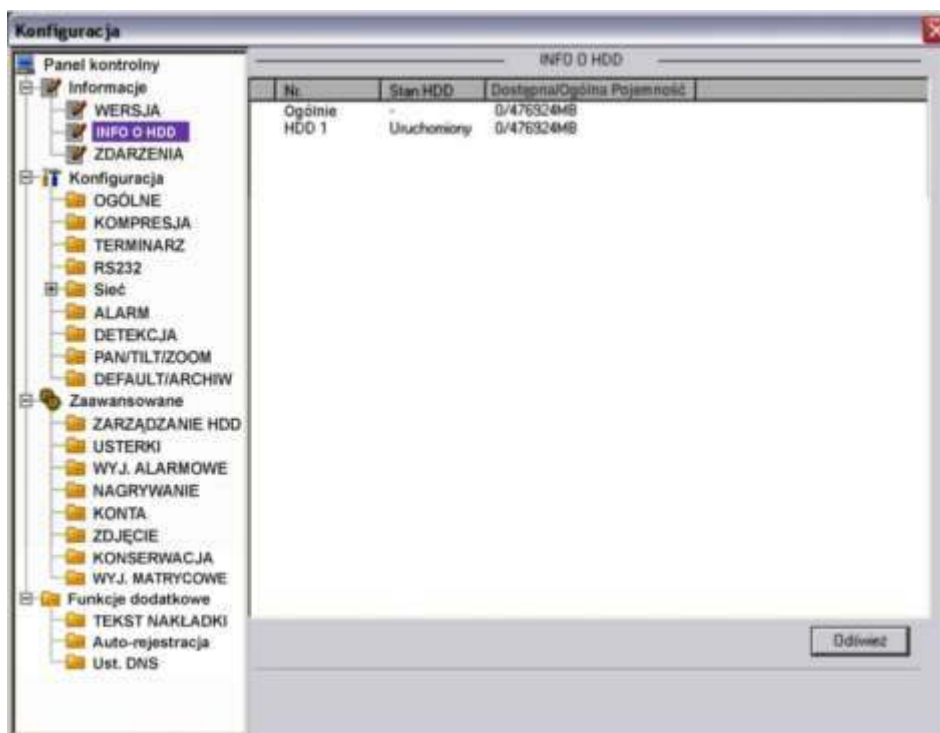 Konfiguracja
Panel kontrolny
Informacje
WERSJA
INFO O HDD
ZDARZENIA
Konfiguracja
OGÓLNE
KOMPRESJA
TERMINARZ
RS232
Sieć
ALARM
DETEKCJA
PAN/TILT/ZOOM
DEFAULT/ARCHIW
Zaawansowane
ZARZĄDZANIE HDD
USTERKI
WYJ. ALARMOWE
NAGRYWANIE
KONTA
ZDJĘCIE
KONSERWACJA
WYJ. MATRYCOWE
Funkcje dodatkowe
TEKST NAKŁADKI
Auto-rejestracja
Ust. DNS
INFO O HDD
Nr. Stan HDD Dostępna/Ogólna Pojemność
Ogólnie - 0/476924MB
HDD 1 Uruchomiony 0/476924MB
Odśwież